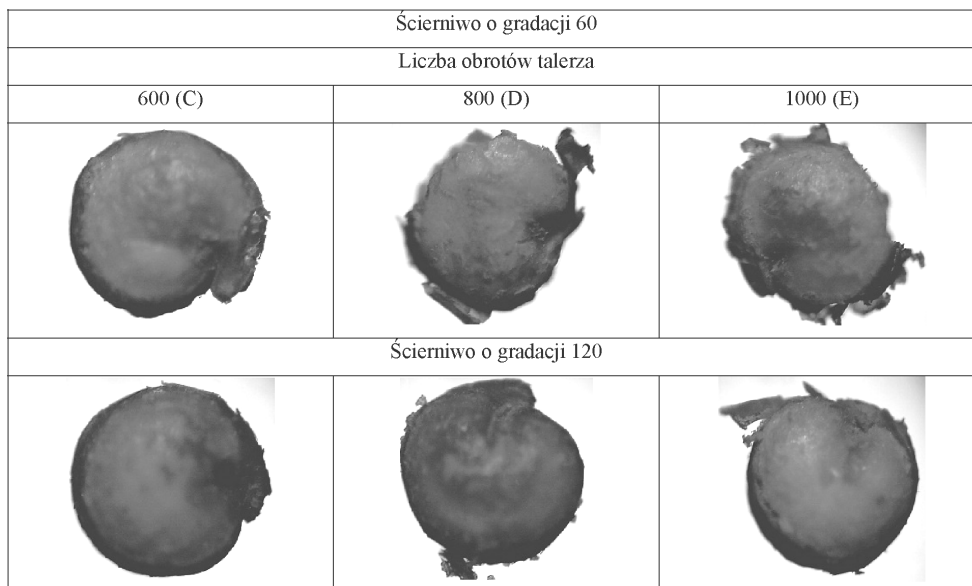 Ścierniwo o gradacji 60
Liczba obrotów talerza
600 (C) 800 (D) 1000 (E)
Ścierniwo o gradacji 120